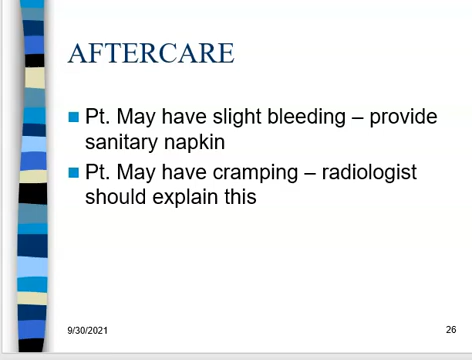 AFTERCARE
Pt. May have slight bleeding – provide
sanitary napkin
Pt. May have cramping – radiologist
should explain this
9/30/2021
26